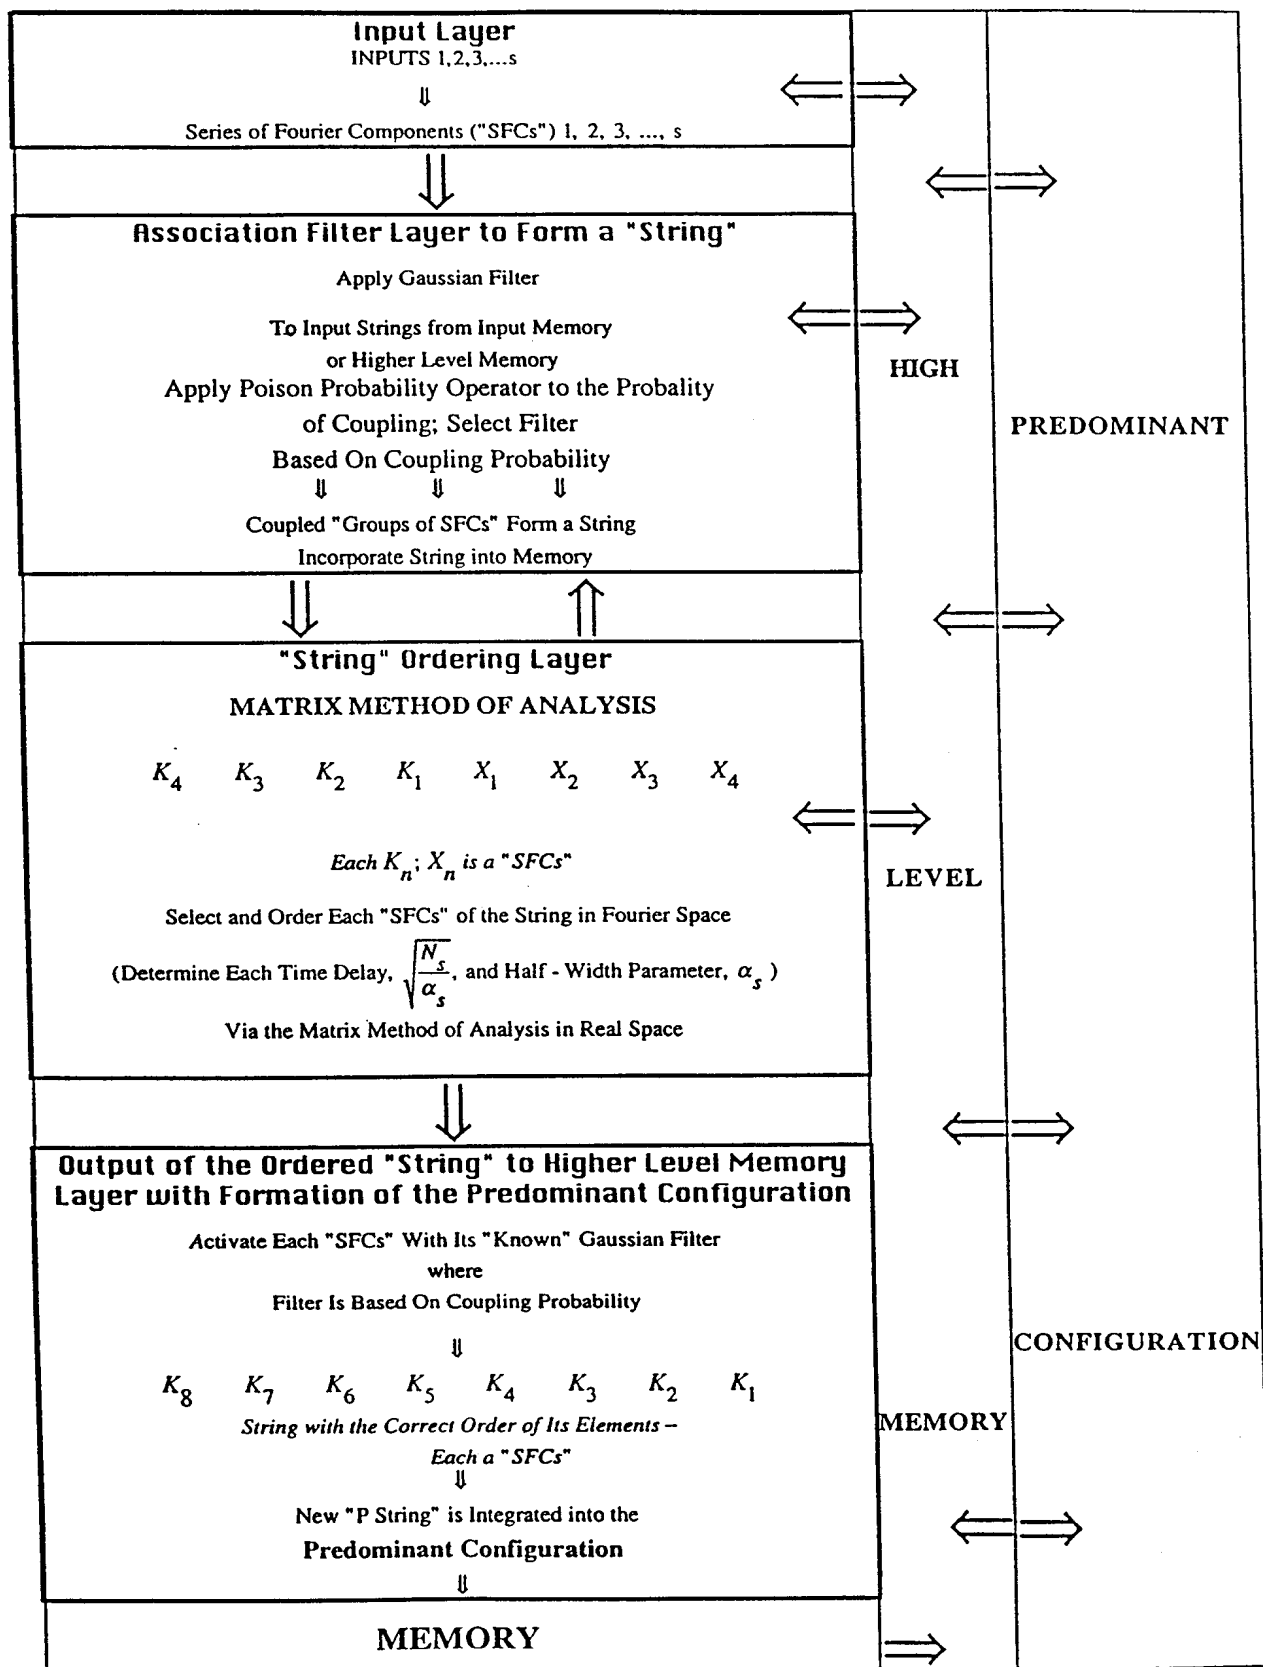 Input Layer
INPUTS 1,2,3,...s
⇓
Series of Fourier Components ("SFCs") 1, 2, 3, ..., s
Association Filter Layer to Form a "String"
Apply Gaussian Filter
To Input Strings from Input Memory
or Higher Level Memory
Apply Poison Probability Operator to the Probality
of Coupling; Select Filter
Based On Coupling Probability
⇓ ⇓ ⇓
Coupled "Groups of SFCs" Form a String
Incorporate String into Memory
"String" Ordering Layer
MATRIX METHOD OF ANALYSIS
K4 K3 K2 K1 X1 X2 X3 X4
Each Kn; Xn is a "SFCs"
Select and Order Each "SFCs" of the String in Fourier Space
(Determine Each Time Delay, √(Ns/αs), and Half - Width Parameter, αs )
Via the Matrix Method of Analysis in Real Space
Output of the Ordered "String" to Higher Level Memory
Layer with Formation of the Predominant Configuration
Activate Each "SFCs" With Its "Known" Gaussian Filter
where
Filter Is Based On Coupling Probability
⇓
K8 K7 K6 K5 K4 K3 K2 K1
String with the Correct Order of Its Elements –
Each a "SFCs"
⇓
New "P String" is Integrated into the
Predominant Configuration
⇓
MEMORY
HIGH
LEVEL
MEMORY
PREDOMINANT
CONFIGURATION